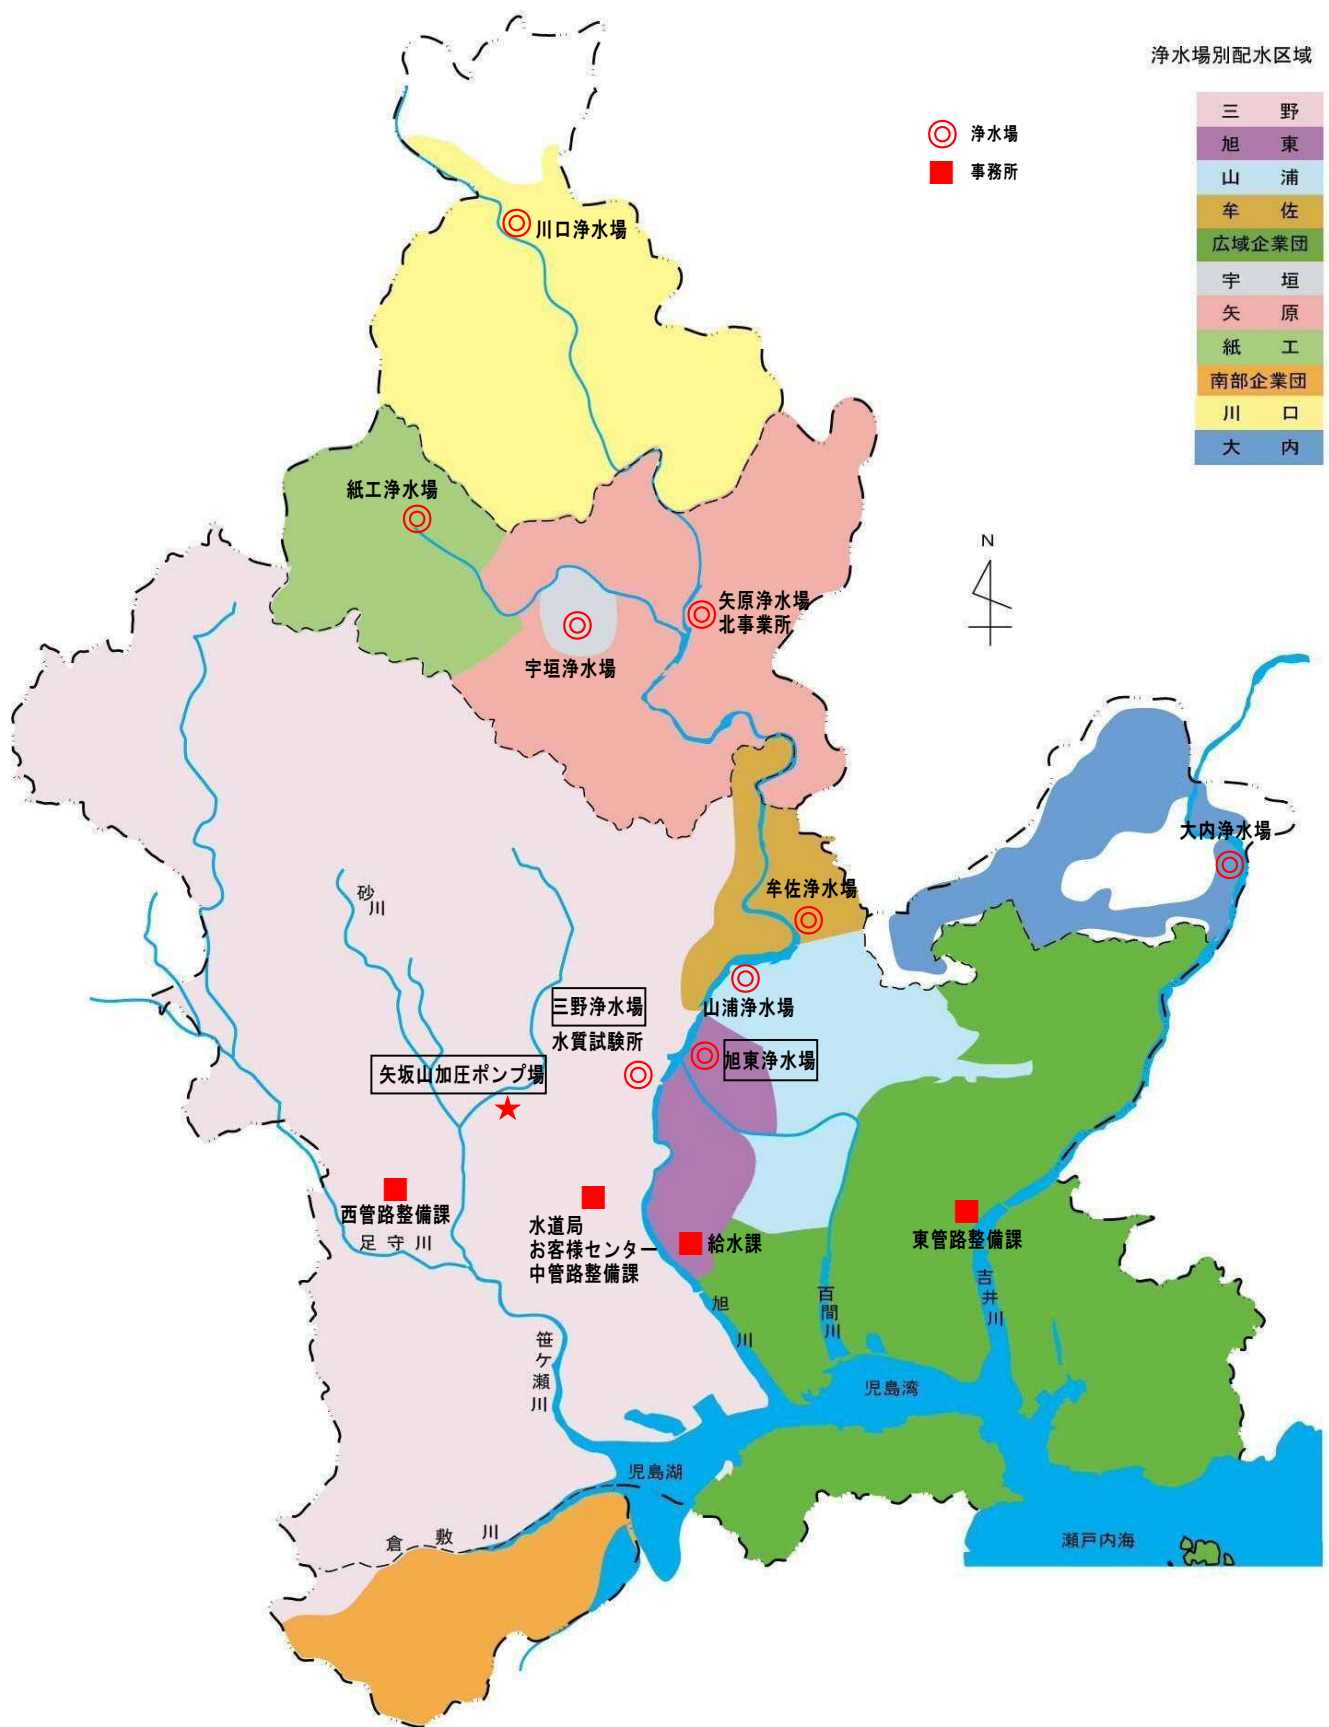 浄水場別配水区域
浄水場
事務所
三野
旭東
山浦
牟佐
広域企業団
宇垣
矢原
紙工
南部企業団
川口
大内
川口浄水場
紙工浄水場
N
矢原浄水場
北事業所
宇垣浄水場
大内浄水場
牟佐浄水場
砂川
山浦浄水場
三野浄水場
水質試験所
旭東浄水場
矢坂山加圧ポンプ場
西管路整備課
足守川
水道局
お客様センター
中管路整備課
給水課
東管路整備課
吉井川
百間川
旭川
笹ケ瀬川
児島湾
児島湖
倉敷川
瀬戸内海